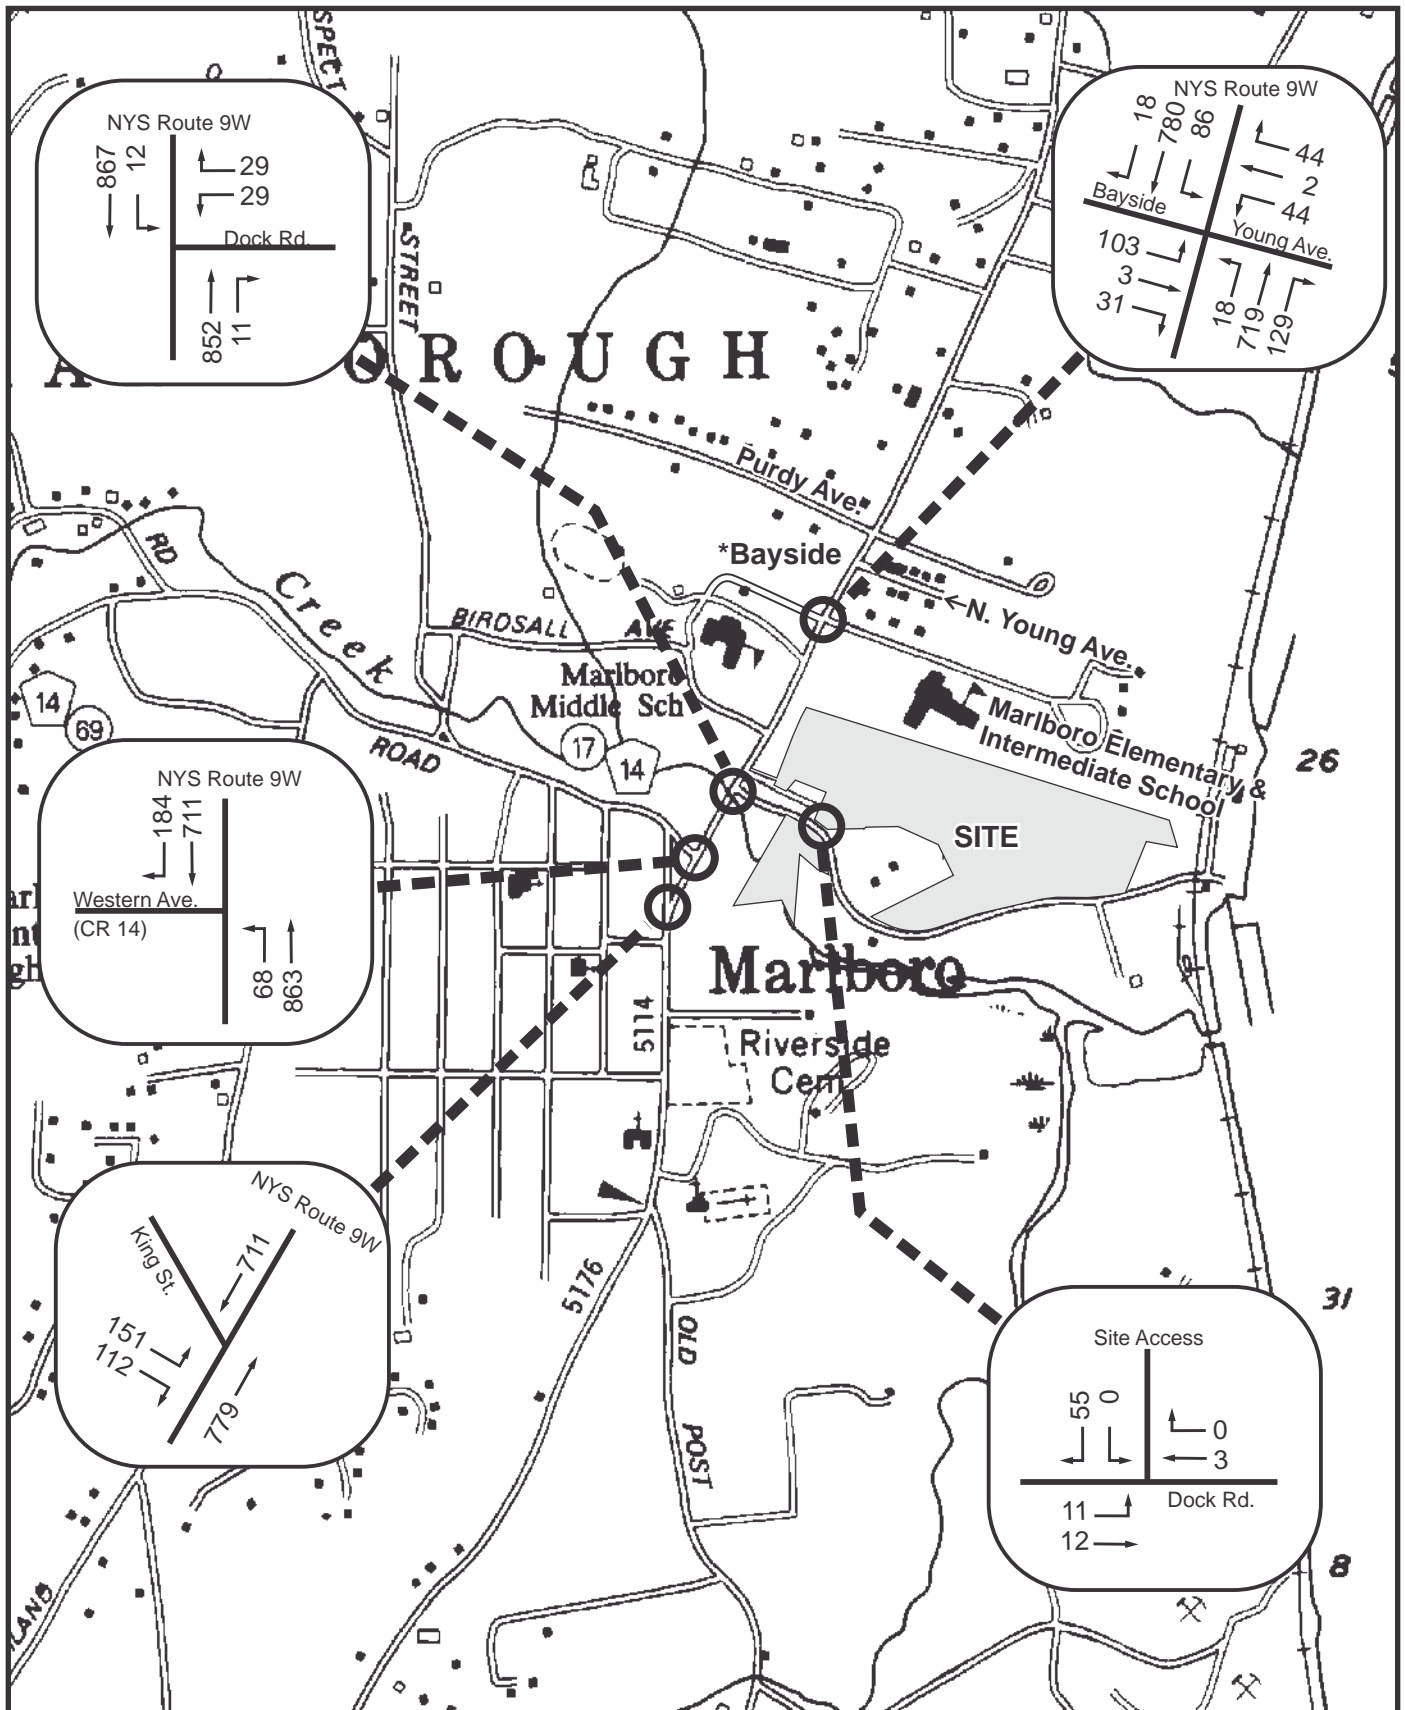 SPECT
STREET
NYS Route 9W
867
12
29
29
Dock Rd.
852
11
NYS Route 9W
18
780
86
44
2
44
Bayside
Young Ave.
103
3
31
18
719
129
A
OROUGH
Purdy Ave.
*Bayside
N. Young Ave.
RD
Creek
BIRDSALL AVE
Marlboro
Middle Sch
14
69
ROAD
17
14
Marlboro Elementary &
Intermediate School
26
SITE
NYS Route 9W
184
711
Western Ave.
(CR 14)
68
863
Marlboro
5114
Riverside
Cem
NYS Route 9W
King St.
711
151
112
779
5176
OLD
POST
31
Site Access
55
0
0
3
Dock Rd.
11
12
8